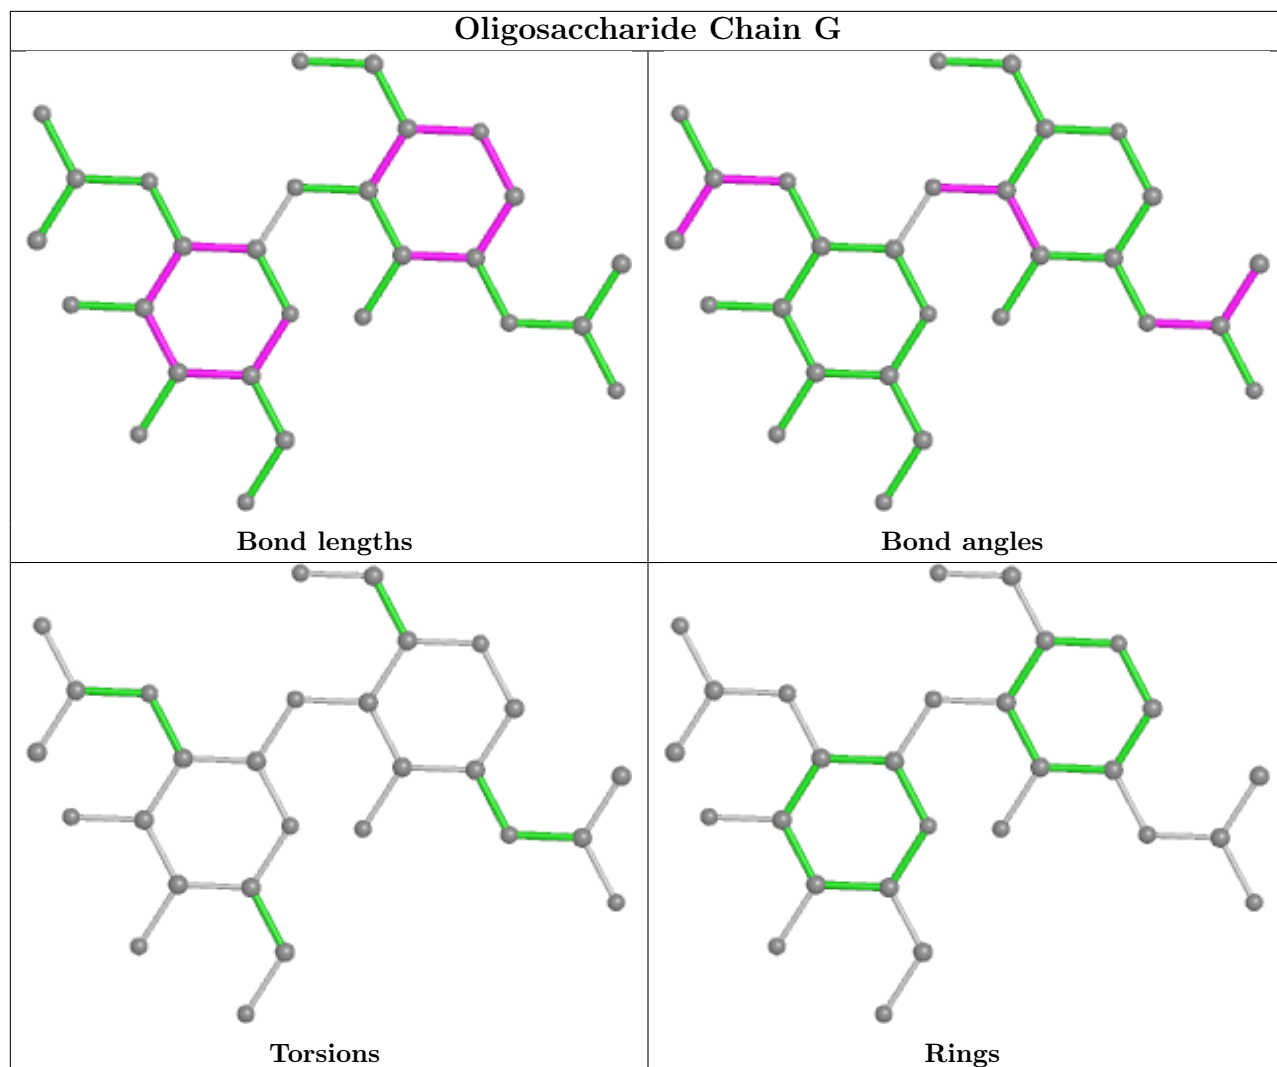 Oligosaccharide Chain G
Bond lengths
Bond angles
Torsions
Rings